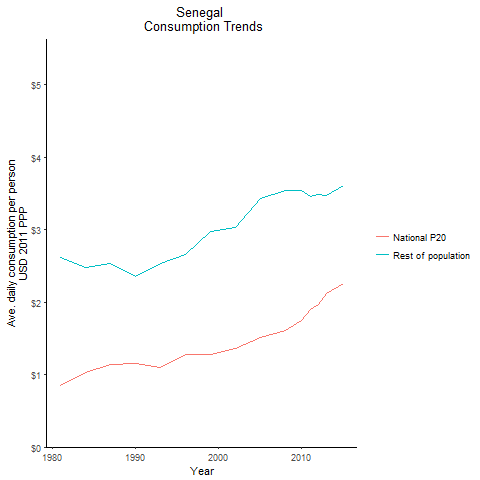 Senegal
Consumption Trends
Ave. daily consumption per person
USD 2011 PPP
$5
$4
$3
$2
$1
$0
1980 1990 2000 2010
Year
National P20
Rest of population